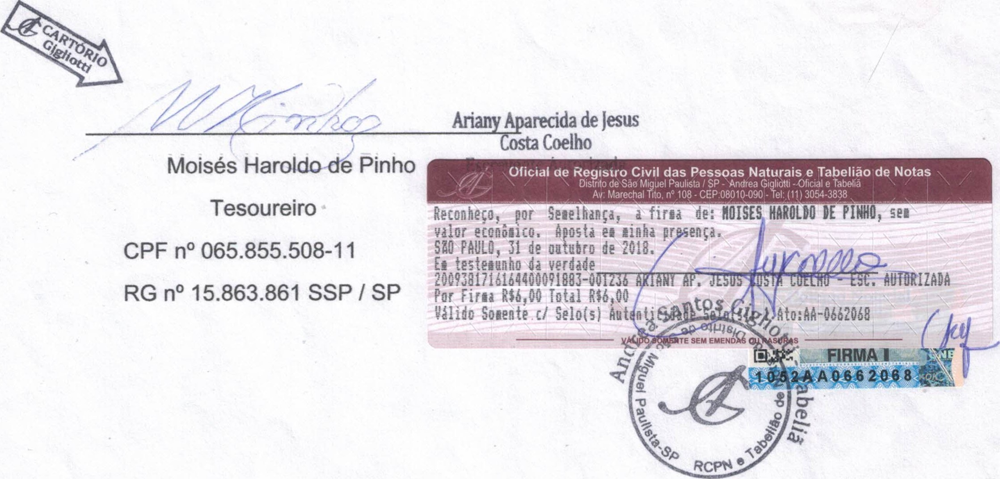 CARTÓRIO
Gigliotti
Ariany Aparecida de Jesus
Costa Coelho
Escrevente Autorizada
Moisés Haroldo de Pinho
Tesoureiro
CPF nº 065.855.508-11
RG nº 15.863.861 SSP / SP
Oficial de Registro Civil das Pessoas Naturais e Tabelião de Notas
Distrito de São Miguel Paulista / SP - Andrea Gigliotti - Oficial e Tabeliã
Av: Marechal Tito, nº 108 - CEP:08010-090 - Tel: (11) 3054-3838
Reconheço, por Semelhança, a firma de: MOISES HAROLDO DE PINHO, sem
valor econômico. Aposta em minha presença.
SÃO PAULO, 31 de outubro de 2018.
Em testemunho da verdade
2009381716164400091883-001236 ARIANY AP. JESUS COSTA COELHO - ESC. AUTORIZADA
Por Firma R$6,00 Total R$6,00
Válido Somente c/ Selo(s) Autenticidade Ato:AA-0662068
VÁLIDO SOMENTE SEM EMENDAS OU RASURAS
FIRMA 1
1052AA0662068
Andrea Santos Gigliotti Tabeliã
RCPN e Tabelião de Notas do Distrito de São Miguel Paulista-SP